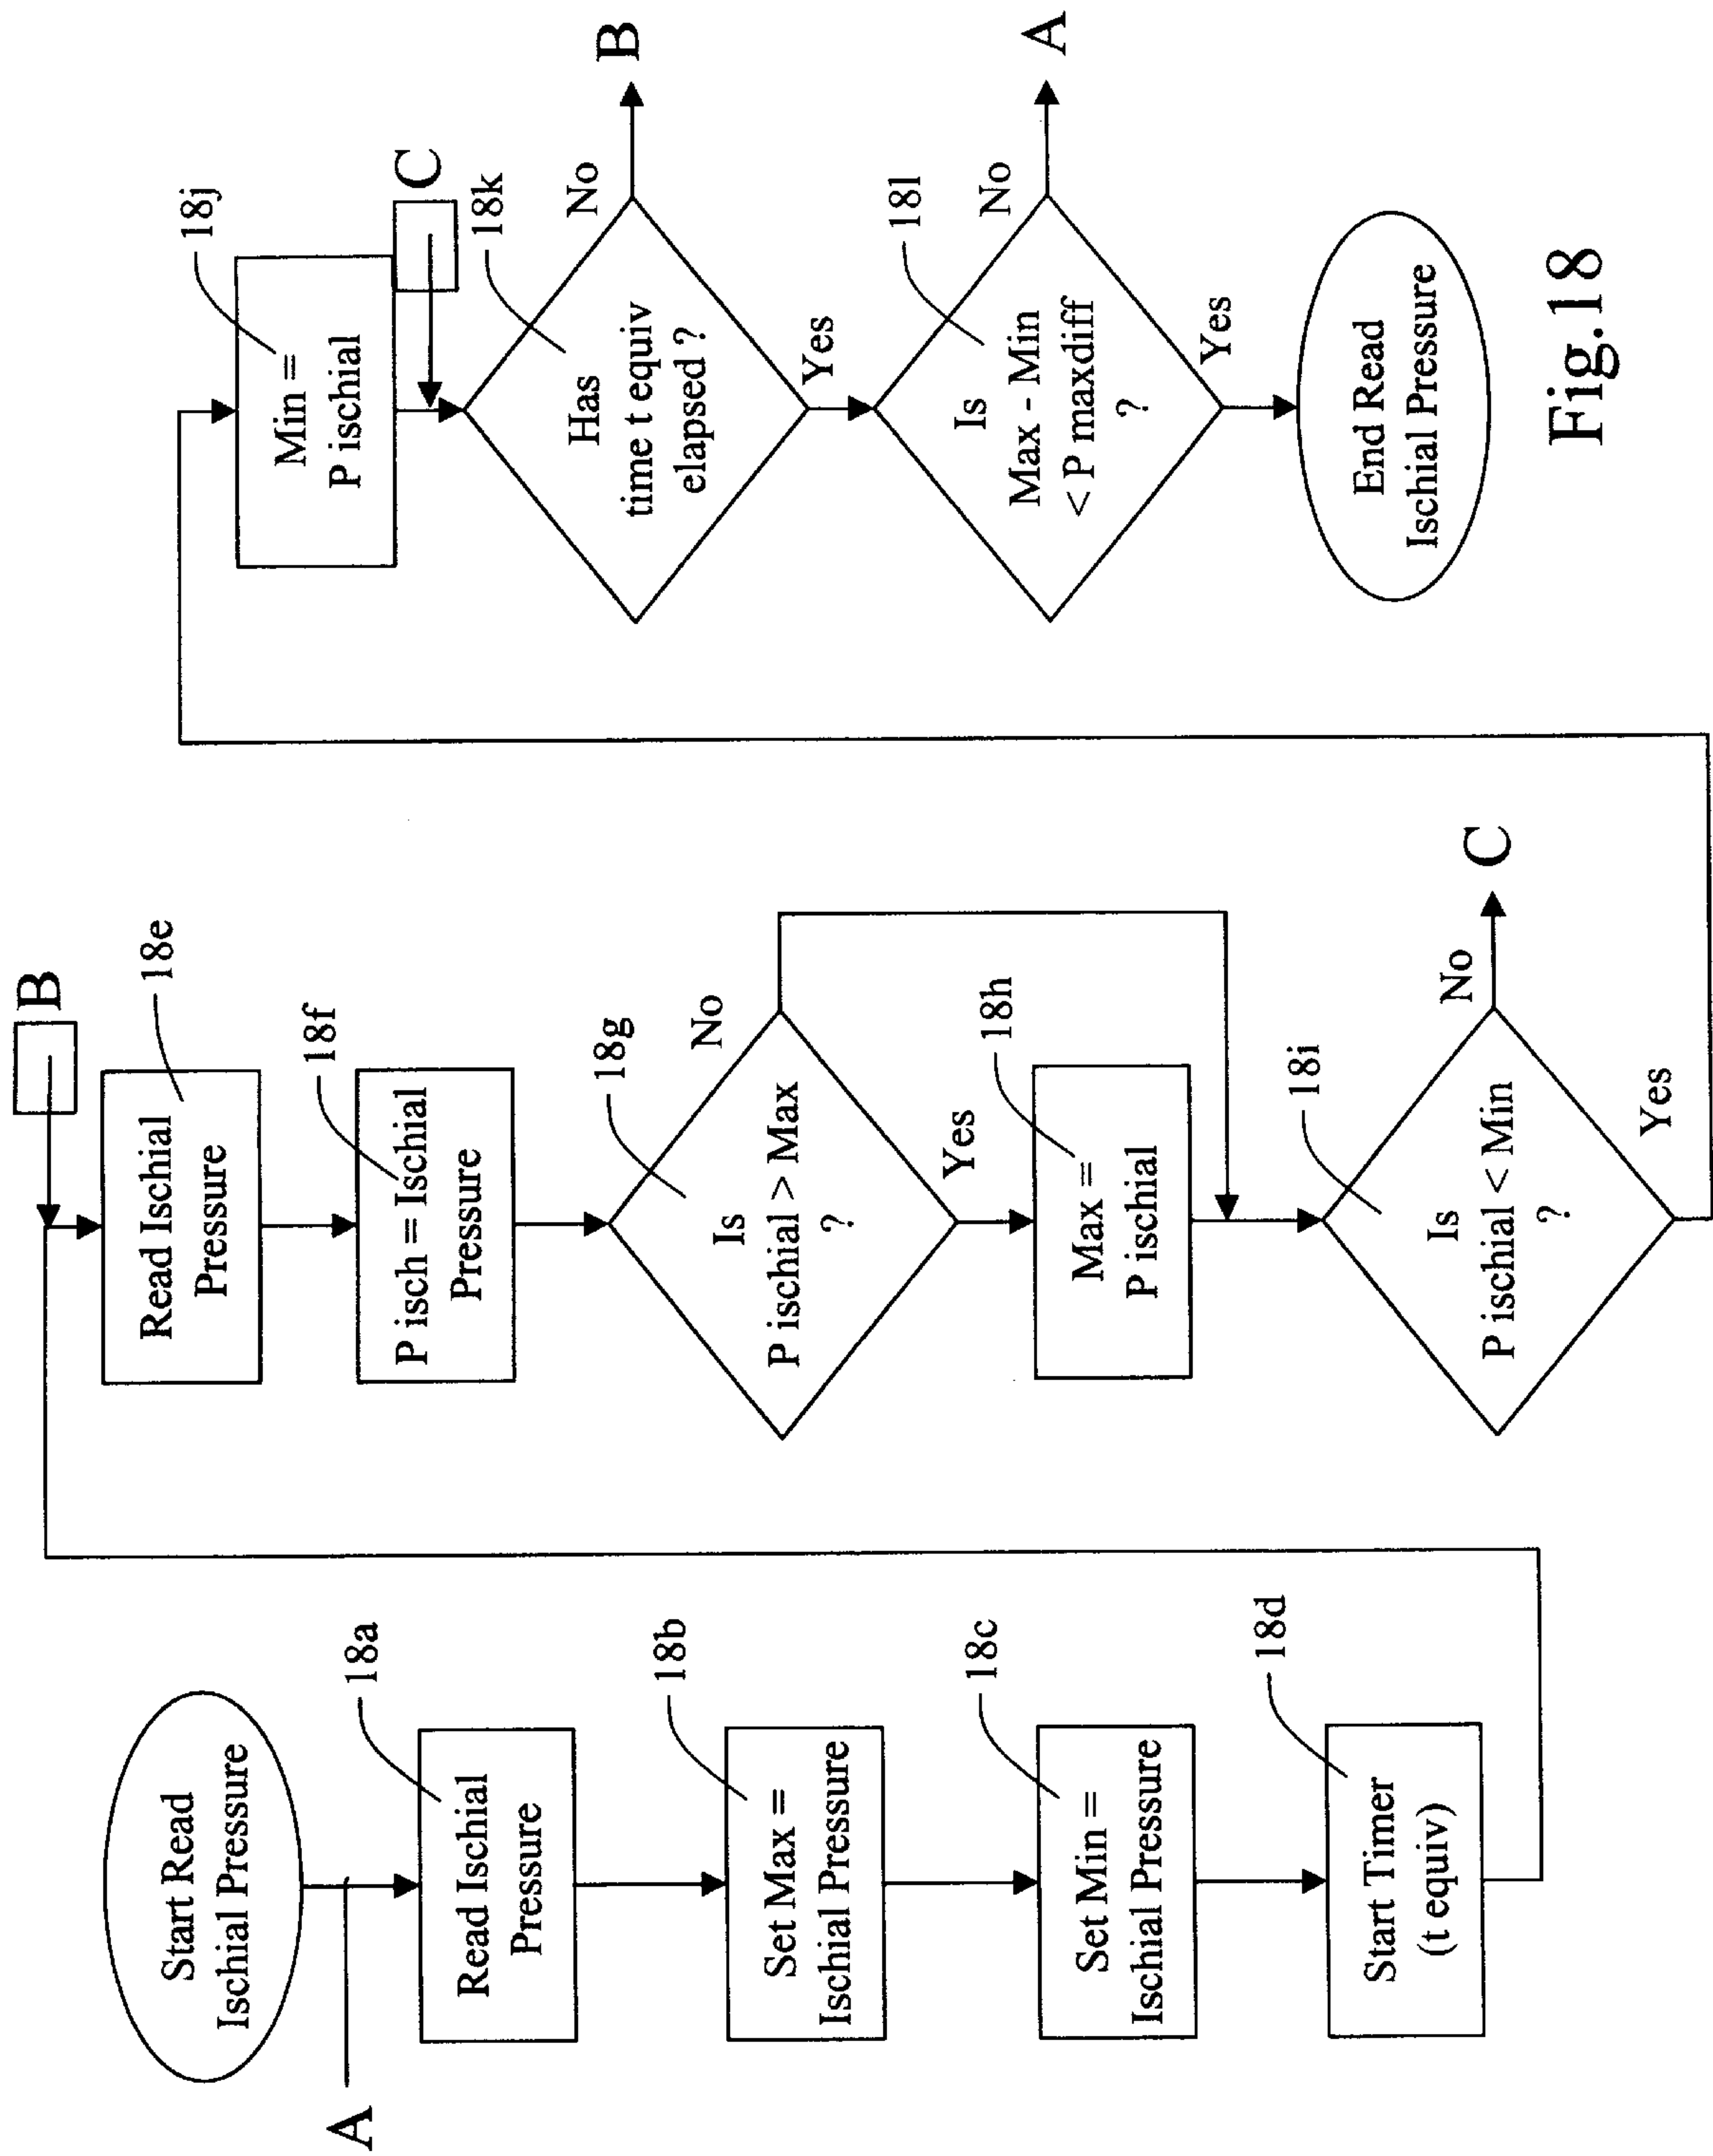 Start Read
Ischial Pressure
A
18a
Read Ischial
Pressure
18b
Set Max =
Ischial Pressure
18c
Set Min =
Ischial Pressure
18d
Start Timer
(t equiv)
B
18e
Read Ischial
Pressure
18f
P isch = Ischial
Pressure
18g
Is
P ischial > Max
?
No
Yes
18h
Max =
P ischial
18i
Is
P ischial < Min
?
No
C
Yes
18j
Min =
P ischial
C
18k
Has
time t equiv
elapsed ?
No
B
Yes
18l
Is
Max - Min
< P maxdiff
?
No
A
Yes
End Read
Ischial Pressure
Fig.18